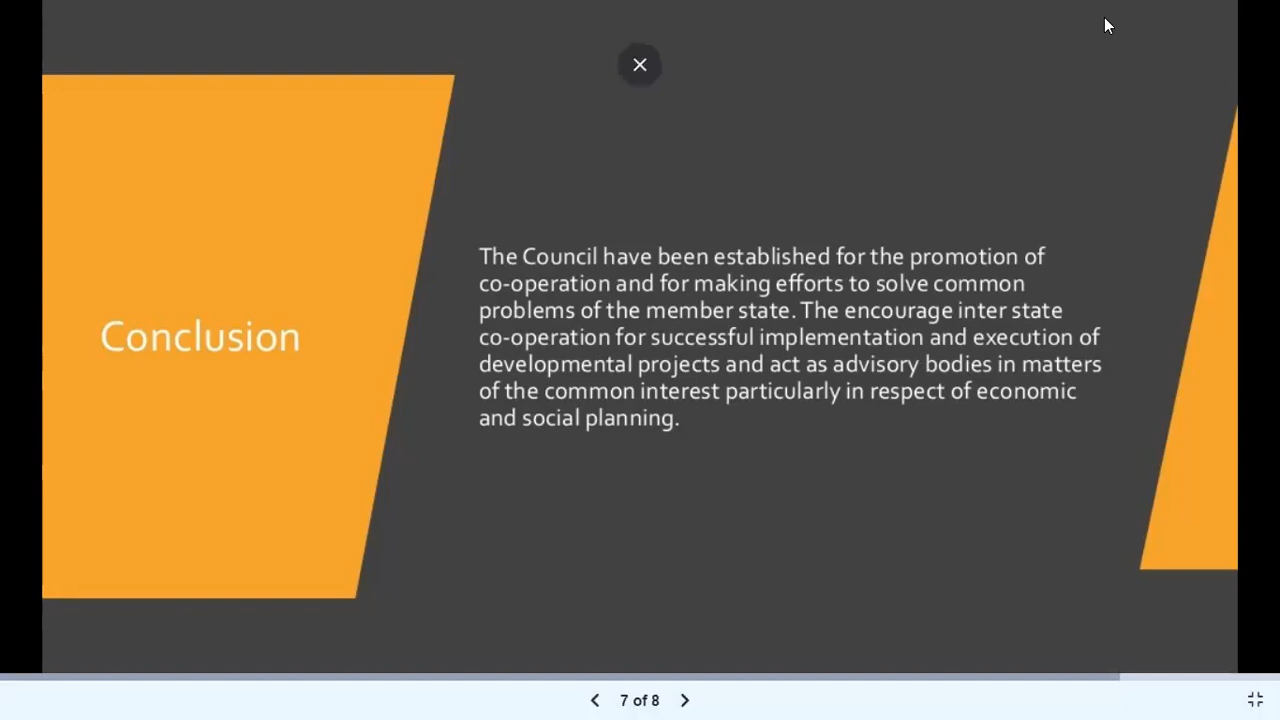 Conclusion
The Council have been established for the promotion of
co-operation and for making efforts to solve common
problems of the member state. The encourage inter state
co-operation for successful implementation and execution of
developmental projects and act as advisory bodies in matters
of the common interest particularly in respect of economic
and social planning.
7 of 8